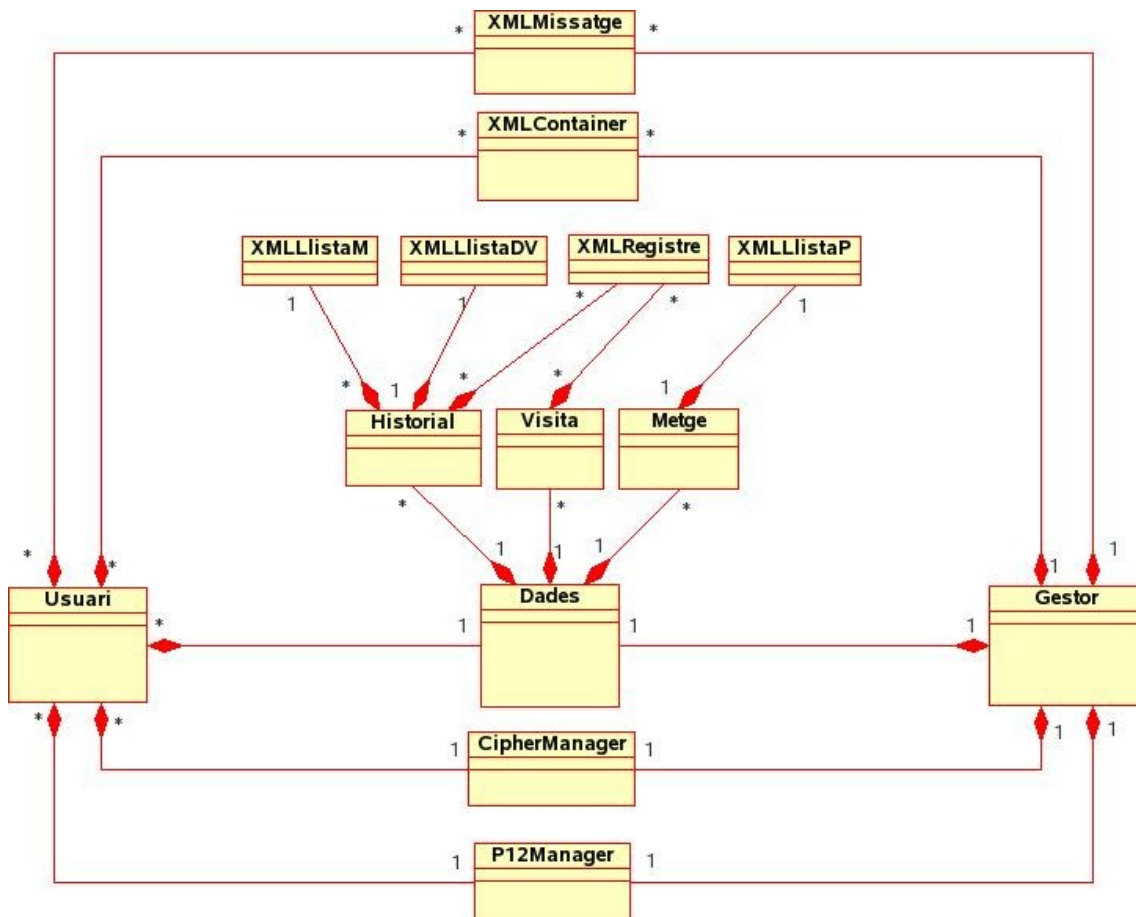 XMLMissatge
* *
XMLContainer
* *
XMLLlistaM XMLLlistaDV XMLRegistre XMLLlistaP
1 1 * * 1
* 1 * * 1
Historial Visita Metge
* * *
1 1 1
* * 1 1
Usuari Dades Gestor
* 1 1 1
* * 1 1
CipherManager
1 1
P12Manager
1 1